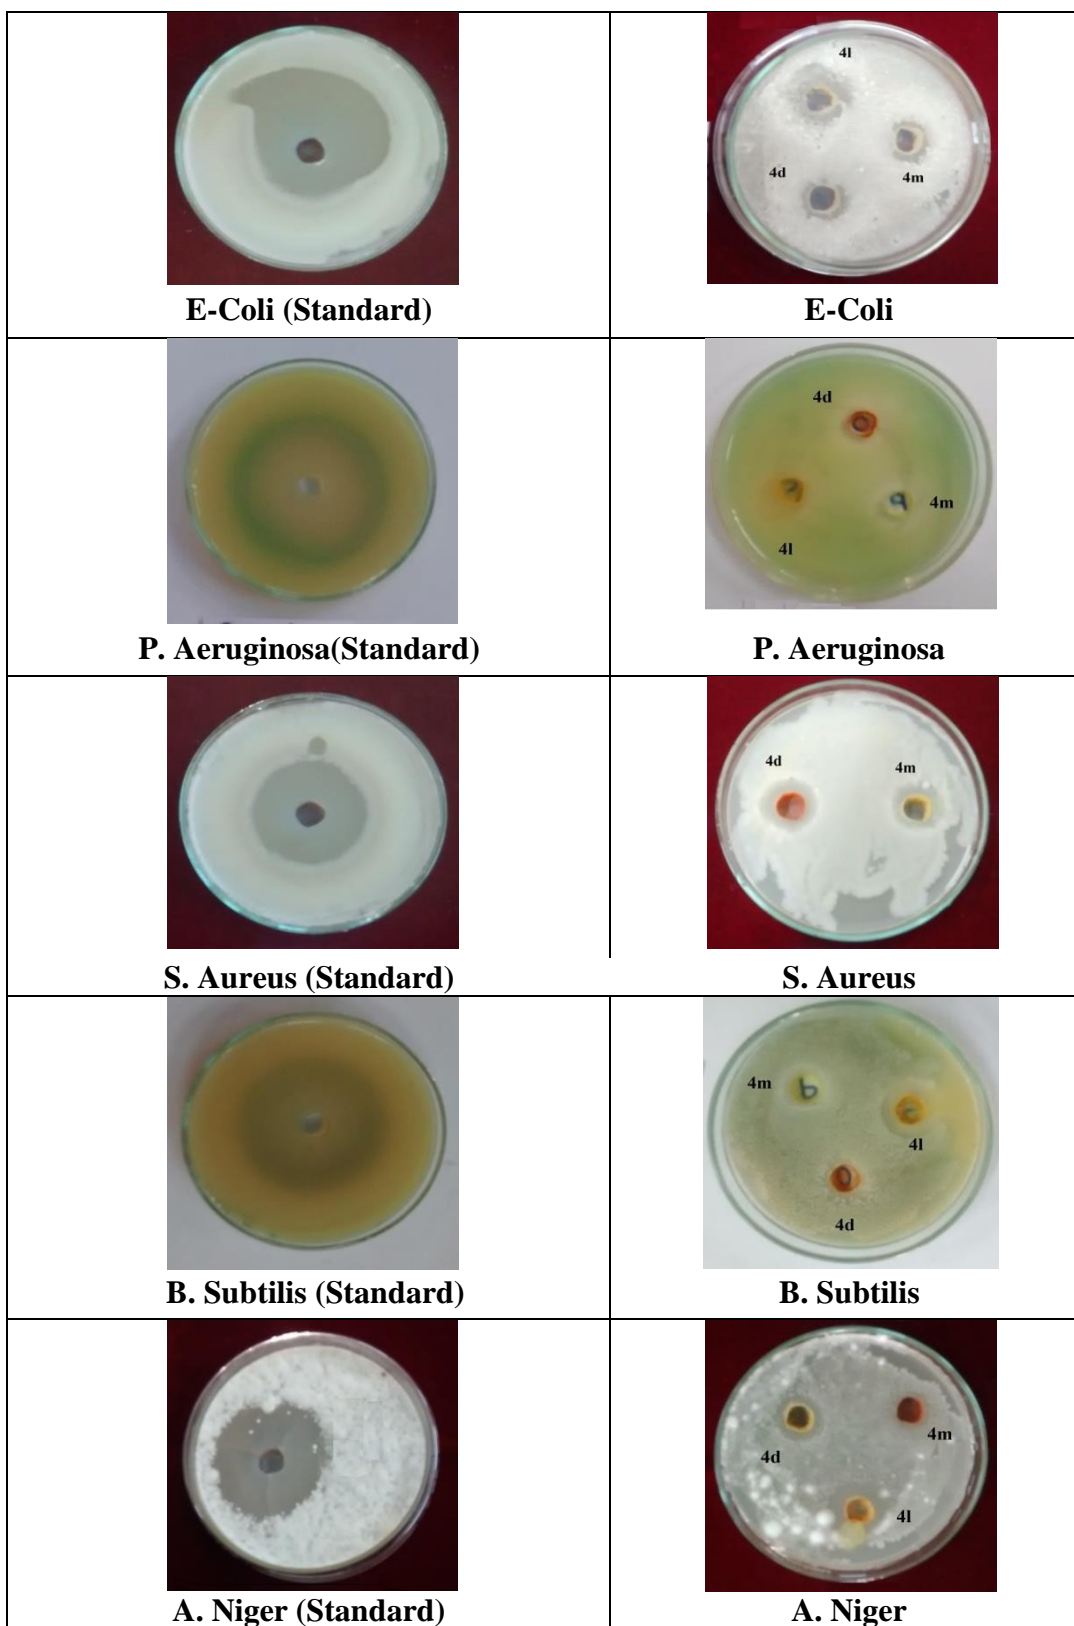 4l
4d
4m
E-Coli (Standard)
E-Coli
4d
4m
4l
P. Aeruginosa(Standard)
P. Aeruginosa
4d
4m
S. Aureus (Standard)
S. Aureus
4m
b
4l
4d
B. Subtilis (Standard)
B. Subtilis
4m
4d
4l
A. Niger (Standard)
A. Niger